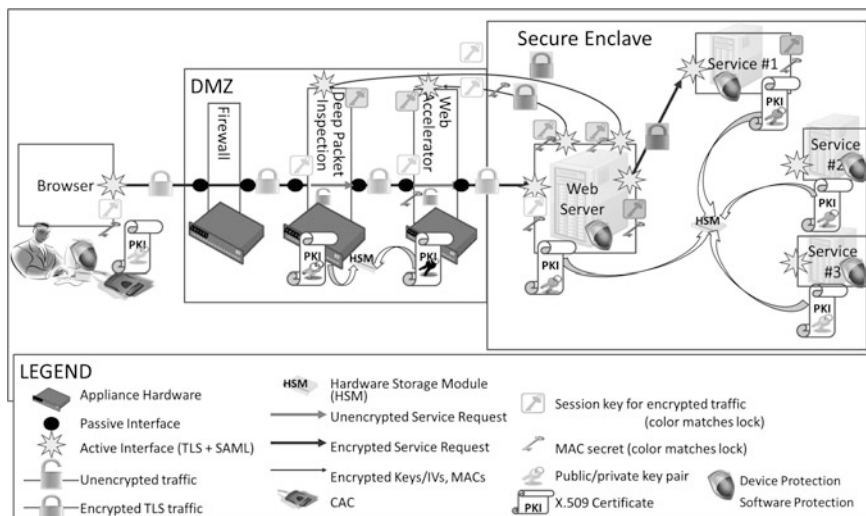 Secure Enclave
Service #1
PKI
DMZ
Firewall
Deep Packet
Inspection
Web
Accelerator
Browser
PKI
PKI
HSM
PKI
Web
Server
PKI
HSM
Service
#2
PKI
Service
#3
PKI
LEGEND
Appliance Hardware
Passive Interface
Active Interface (TLS + SAML)
Unencrypted traffic
Encrypted TLS traffic
HSM
Hardware Storage Module
(HSM)
Unencrypted Service Request
Encrypted Service Request
Encrypted Keys/IVs, MACs
CAC
Session key for encrypted traffic
(color matches lock)
MAC secret (color matches lock)
Public/private key pair
PKI
X.509 Certificate
Device Protection
Software Protection